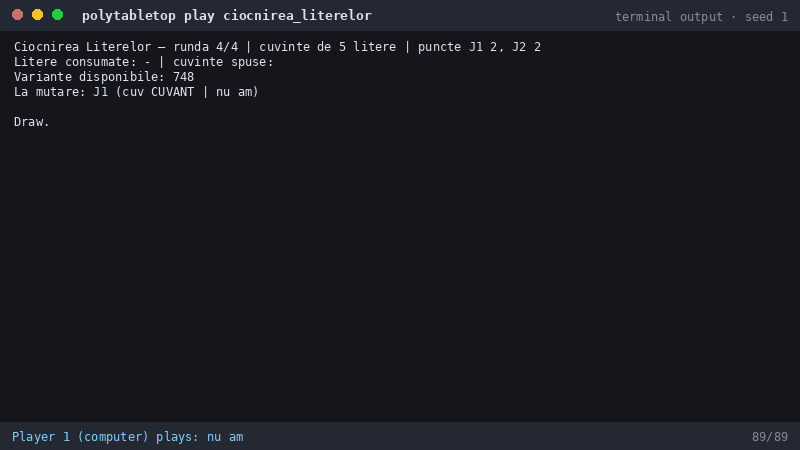 polytabletop play ciocnirea_literelor
terminal output · seed 1
Ciocnirea Literelor — runda 4/4 | cuvinte de 5 litere | puncte J1 2, J2 2
Litere consumate: - | cuvinte spuse:
Variante disponibile: 748
La mutare: J1 (cuv CUVANT | nu am)
Draw.
Player 1 (computer) plays: nu am
89/89